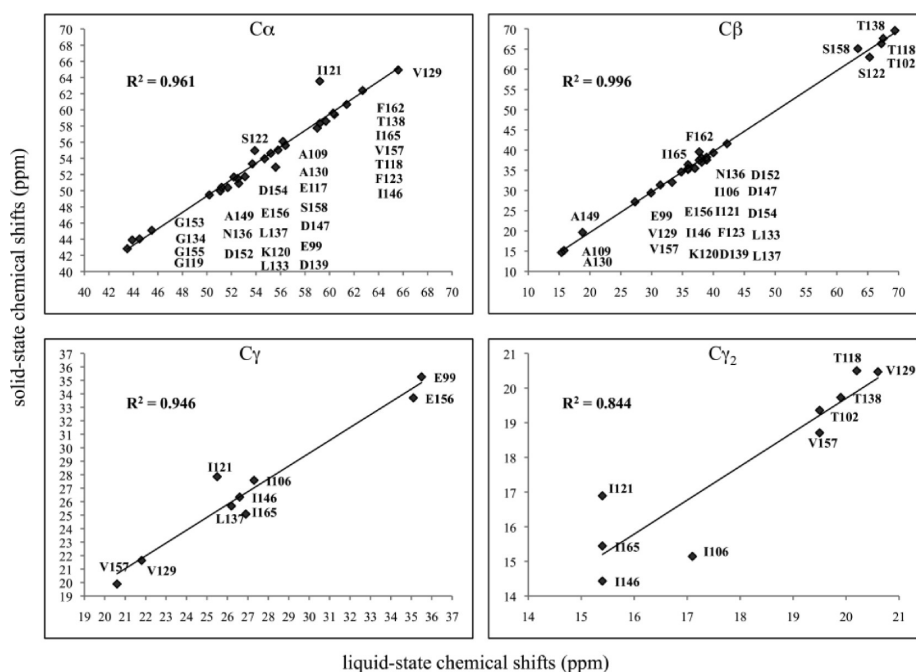 Cα
R² = 0.961
70
68
66
64
62
60
58
56
54
52
50
48
46
44
42
40
I121
V129
S122
F162
T138
I165
V157
T118
F123
I146
A109
A130
E117
S158
D147
E99
D139
D154
E156
L137
K120
L133
A149
N136
D152
G153
G134
G155
G119
40 42 44 46 48 50 52 54 56 58 60 62 64 66 68 70
Cβ
R² = 0.996
70
65
60
55
50
45
40
35
30
25
20
15
10
T138
S158
T118
T102
S122
F162
I165
N136 D152
I106 D147
E99 E156 I121 D154
V129 I146 F123 L133
V157 K120 D139 L137
A149
A109
A130
10 15 20 25 30 35 40 45 50 55 60 65 70
Cγ
R² = 0.946
37
36
35
34
33
32
31
30
29
28
27
26
25
24
23
22
21
20
19
E99
E156
I121
I106
I146
L137
I165
V157
V129
19 20 21 22 23 24 25 26 27 28 29 30 31 32 33 34 35 36 37
Cγ₂
R² = 0.844
21
20
19
18
17
16
15
14
T118
V129
T138
T102
V157
I121
I165
I106
I146
14 15 16 17 18 19 20 21
solid-state chemical shifts (ppm)
liquid-state chemical shifts (ppm)